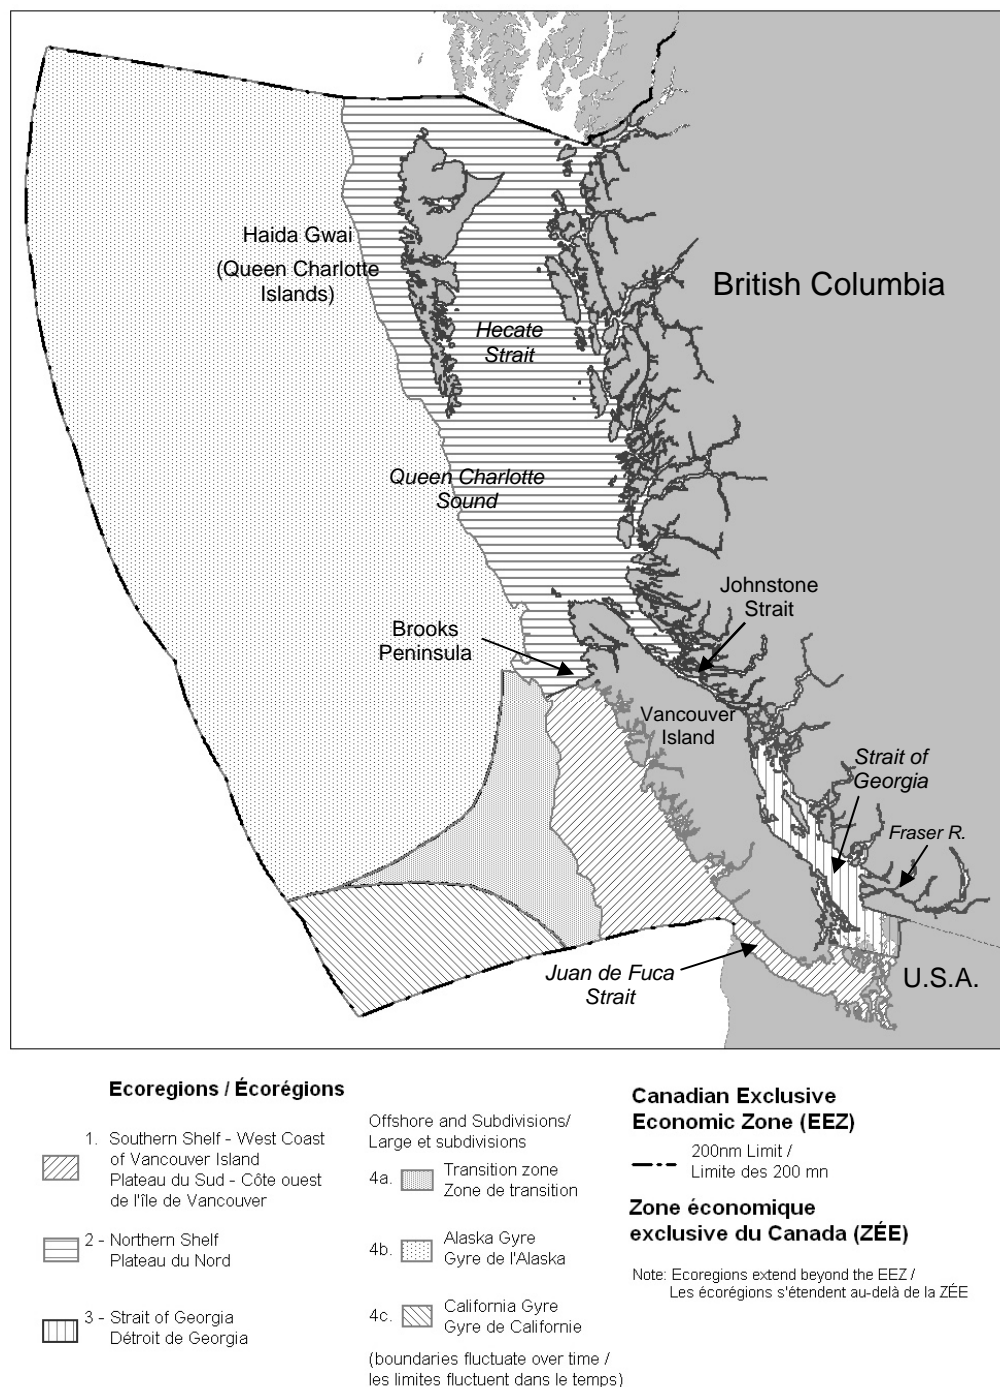 Haida Gwai
(Queen Charlotte
Islands)
British Columbia
Hecate
Strait
Queen Charlotte
Sound
Johnstone
Strait
Brooks
Peninsula
Vancouver
Island
Strait of
Georgia
Fraser R.
Juan de Fuca
Strait
U.S.A.
Ecoregions / Écorégions
1. Southern Shelf - West Coast
of Vancouver Island
Plateau du Sud - Côte ouest
de l'île de Vancouver
2 - Northern Shelf
Plateau du Nord
3 - Strait of Georgia
Détroit de Georgia
Offshore and Subdivisions/
Large et subdivisions
4a. Transition zone
Zone de transition
4b. Alaska Gyre
Gyre de l'Alaska
4c. California Gyre
Gyre de Californie
(boundaries fluctuate over time /
les limites fluctuent dans le temps)
Canadian Exclusive
Economic Zone (EEZ)
200nm Limit /
Limite des 200 mn
Zone économique
exclusive du Canada (ZÉE)
Note: Ecoregions extend beyond the EEZ /
Les écorégions s'étendent au-delà de la ZÉE